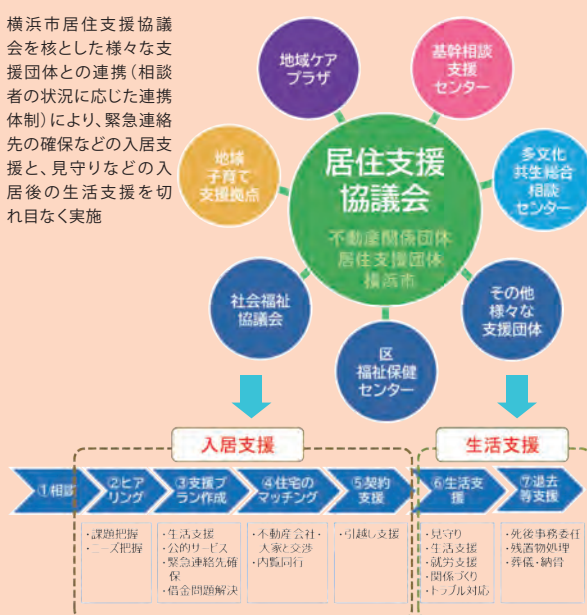 横浜市居住支援協議
会を核とした様々な支
援団体との連携（相談
者の状況に応じた連携
体制）により、緊急連絡
先の確保などの入居支
援と、見守りなどの入
居後の生活支援を切
れ目なく実施
地域ケア
プラザ
基幹相談
支援
センター
地域
子育て
支援拠点
居住支援
協議会
不動産関係団体
居住支援団体
横浜市
多文化
共生総合
相談
センター
社会福祉
協議会
区
福祉保健
センター
その他
様々な
支援団体
入居支援
生活支援
①相談
②ヒア
リング
③支援プ
ラン作成
④住宅の
マッチング
⑤契約
支援
⑥生活支
援
⑦退去
等支援
・課題把握
・ニーズ把握
・生活支援
・公的サービス
・緊急連絡先確
保
・借金問題解決
・不動産会社・
大家と交渉
・内覧同行
・引越し支援
・見守り
・生活支援
・就労支援
・関係づくり
・トラブル対応
・死後事務委任
・残置物処理
・葬儀・納骨